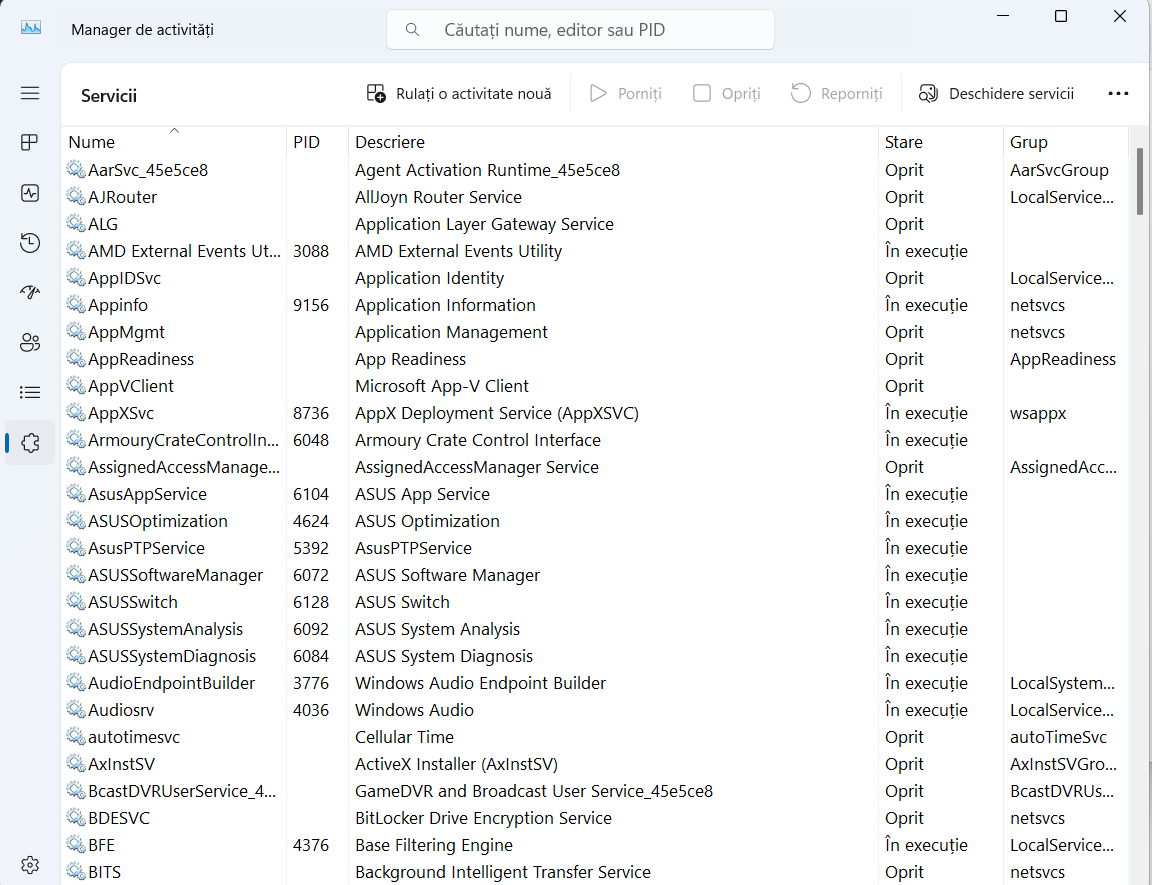 Manager de activități
Căutați nume, editor sau PID
Servicii
Rulați o activitate nouă
Porniți
Opriți
Reporniți
Deschidere servicii
Nume PID Descriere Stare Grup
AarSvc_45e5ce8 Agent Activation Runtime_45e5ce8 Oprit AarSvcGroup
AJRouter AllJoyn Router Service Oprit LocalService...
ALG Application Layer Gateway Service Oprit
AMD External Events Ut... 3088 AMD External Events Utility În execuție
AppIDSvc Application Identity Oprit LocalService...
Appinfo 9156 Application Information În execuție netsvcs
AppMgmt Application Management Oprit netsvcs
AppReadiness App Readiness Oprit AppReadiness
AppVClient Microsoft App-V Client Oprit
AppXSvc 8736 AppX Deployment Service (AppXSVC) În execuție wsappx
ArmouryCrateControlIn... 6048 Armoury Crate Control Interface În execuție
AssignedAccessManage... AssignedAccessManager Service Oprit AssignedAcc...
AsusAppService 6104 ASUS App Service În execuție
ASUSOptimization 4624 ASUS Optimization În execuție
AsusPTPService 5392 AsusPTPService În execuție
ASUSSoftwareManager 6072 ASUS Software Manager În execuție
ASUSSwitch 6128 ASUS Switch În execuție
ASUSSystemAnalysis 6092 ASUS System Analysis În execuție
ASUSSystemDiagnosis 6084 ASUS System Diagnosis În execuție
AudioEndpointBuilder 3776 Windows Audio Endpoint Builder În execuție LocalSystem...
Audiosrv 4036 Windows Audio În execuție LocalService...
autotimesvc Cellular Time Oprit autoTimeSvc
AxInstSV ActiveX Installer (AxInstSV) Oprit AxInstSVGro...
BcastDVRUserService_4... GameDVR and Broadcast User Service_45e5ce8 Oprit BcastDVRUs...
BDESVC BitLocker Drive Encryption Service Oprit netsvcs
BFE 4376 Base Filtering Engine În execuție LocalService...
BITS Background Intelligent Transfer Service Oprit netsvcs